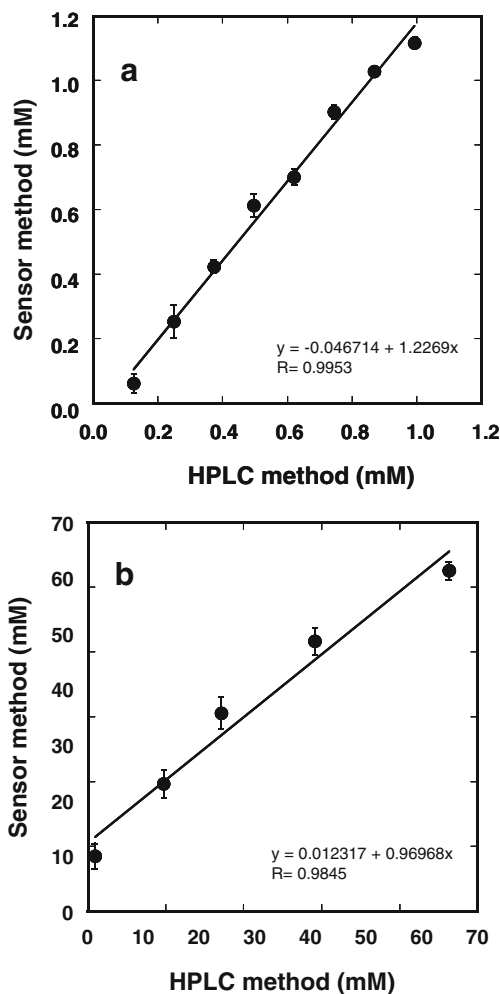 a
1.2
1.0
0.8
0.6
0.4
0.2
0.0
Sensor method (mM)
y = -0.046714 + 1.2269x
R= 0.9953
0.0 0.2 0.4 0.6 0.8 1.0 1.2
HPLC method (mM)
b
70
60
50
40
30
20
10
0
Sensor method (mM)
y = 0.012317 + 0.96968x
R= 0.9845
0 10 20 30 40 50 60 70
HPLC method (mM)